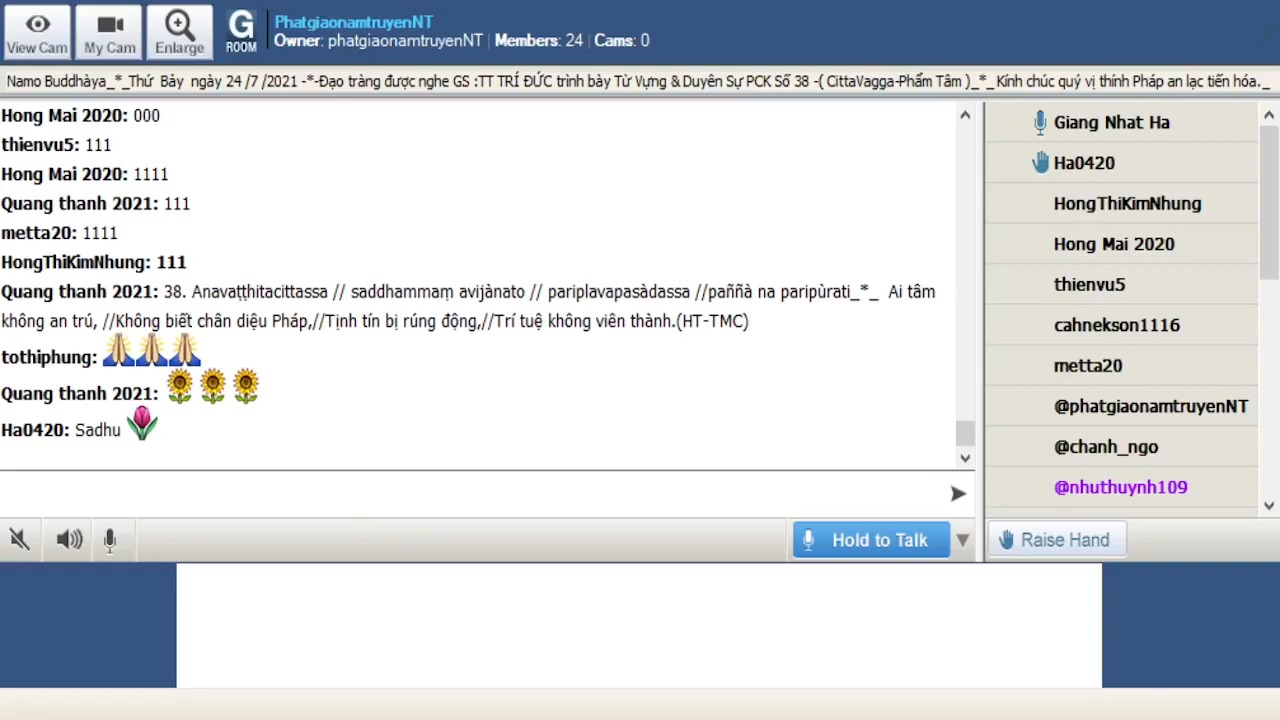 View Cam
My Cam
Enlarge
G
ROOM
PhatgiaonamtruyenNT
Owner: phatgiaonamtruyenNT | Members: 24 | Cams: 0
Namo Buddhàya_*_Thứ Bảy ngày 24 /7 /2021 -*-Đạo tràng được nghe GS :TT TRÍ ĐỨC trình bày Từ Vựng & Duyên Sự PCK Số 38 -( CittaVagga-Phẩm Tâm )_*_Kính chúc quý vị thính Pháp an lạc tiến hóa._
Hong Mai 2020: 000
thienvu5: 111
Hong Mai 2020: 1111
Quang thanh 2021: 111
metta20: 1111
HongThiKimNhung: 111
Quang thanh 2021: 38. Anavaṭṭhitacittassa // saddhammaṃ avijànato // pariplavapasàdassa //paññà na paripùrati_*_ Ai tâm
không an trú, //Không biết chân diệu Pháp,//Tịnh tín bị rúng động,//Trí tuệ không viên thành.(HT-TMC)
tothiphung:
Quang thanh 2021:
Ha0420: Sadhu
Giang Nhat Ha
Ha0420
HongThiKimNhung
Hong Mai 2020
thienvu5
cahnekson1116
metta20
@phatgiaonamtruyenNT
@chanh_ngo
@nhuthuynh109
Hold to Talk
Raise Hand